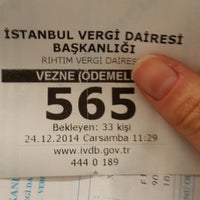 İSTANBUL VERGİ DAİRESİ
BAŞKANLIĞI
RIHTIM VERGİ DAİRESİ
VEZNE (ÖDEMEL
565
Bekleyen: 33 kişi
24.12.2014 Carsamba 11:29
www.ivdb.gov.tr
444 0 189